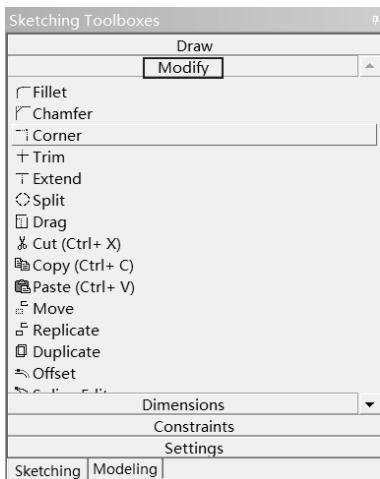 Sketching Toolboxes
Draw
Modify
Fillet
Chamfer
Corner
Trim
Extend
Split
Drag
Cut (Ctrl+ X)
Copy (Ctrl+ C)
Paste (Ctrl+ V)
Move
Replicate
Duplicate
Offset
Dimensions
Constraints
Settings
Sketching Modeling